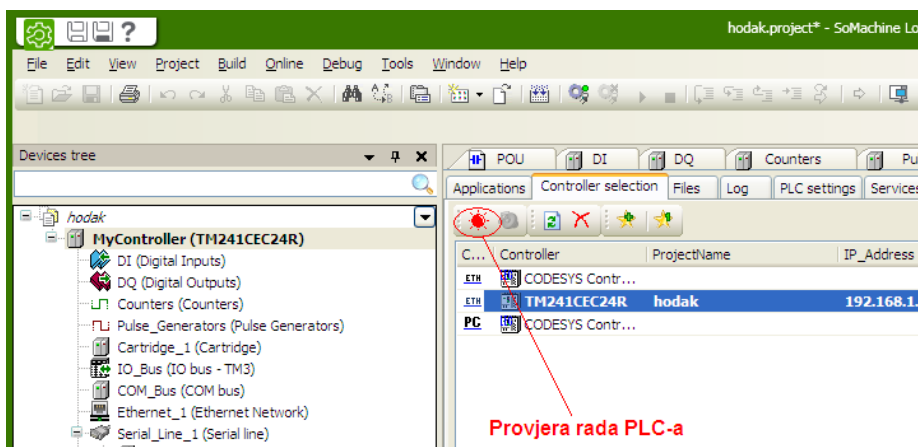 hodak.project* - SoMachine Lo
File Edit View Project Build Online Debug Tools Window Help
Devices tree
POU DI DQ Counters Pu
Applications Controller selection Files Log PLC settings Services
hodak
MyController (TM241CEC24R)
DI (Digital Inputs)
DQ (Digital Outputs)
Counters (Counters)
Pulse_Generators (Pulse Generators)
Cartridge_1 (Cartridge)
IO_Bus (IO bus - TM3)
COM_Bus (COM bus)
Ethernet_1 (Ethernet Network)
Serial_Line_1 (Serial line)
C... Controller ProjectName IP_Address
ETH CODESYS Contr...
ETH TM241CEC24R hodak 192.168.1.
PC CODESYS Contr...
Provjera rada PLC-a